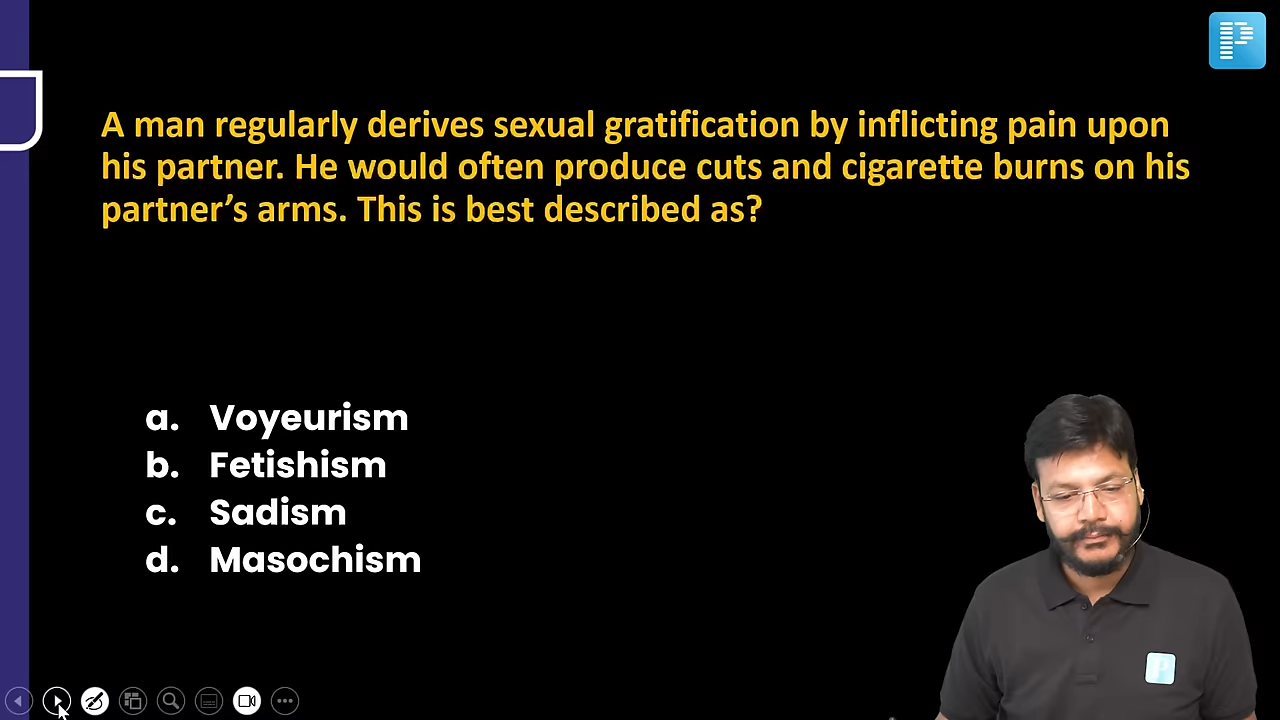 A man regularly derives sexual gratification by inflicting pain upon
his partner. He would often produce cuts and cigarette burns on his
partner's arms. This is best described as?
a. Voyeurism
b. Fetishism
c. Sadism
d. Masochism